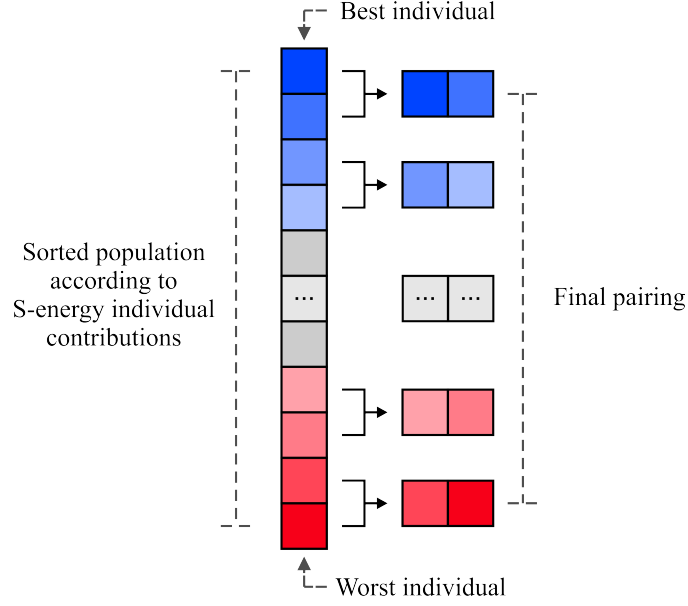 Best individual
Sorted population
according to
S-energy individual
contributions
...
... ...
Final pairing
Worst individual